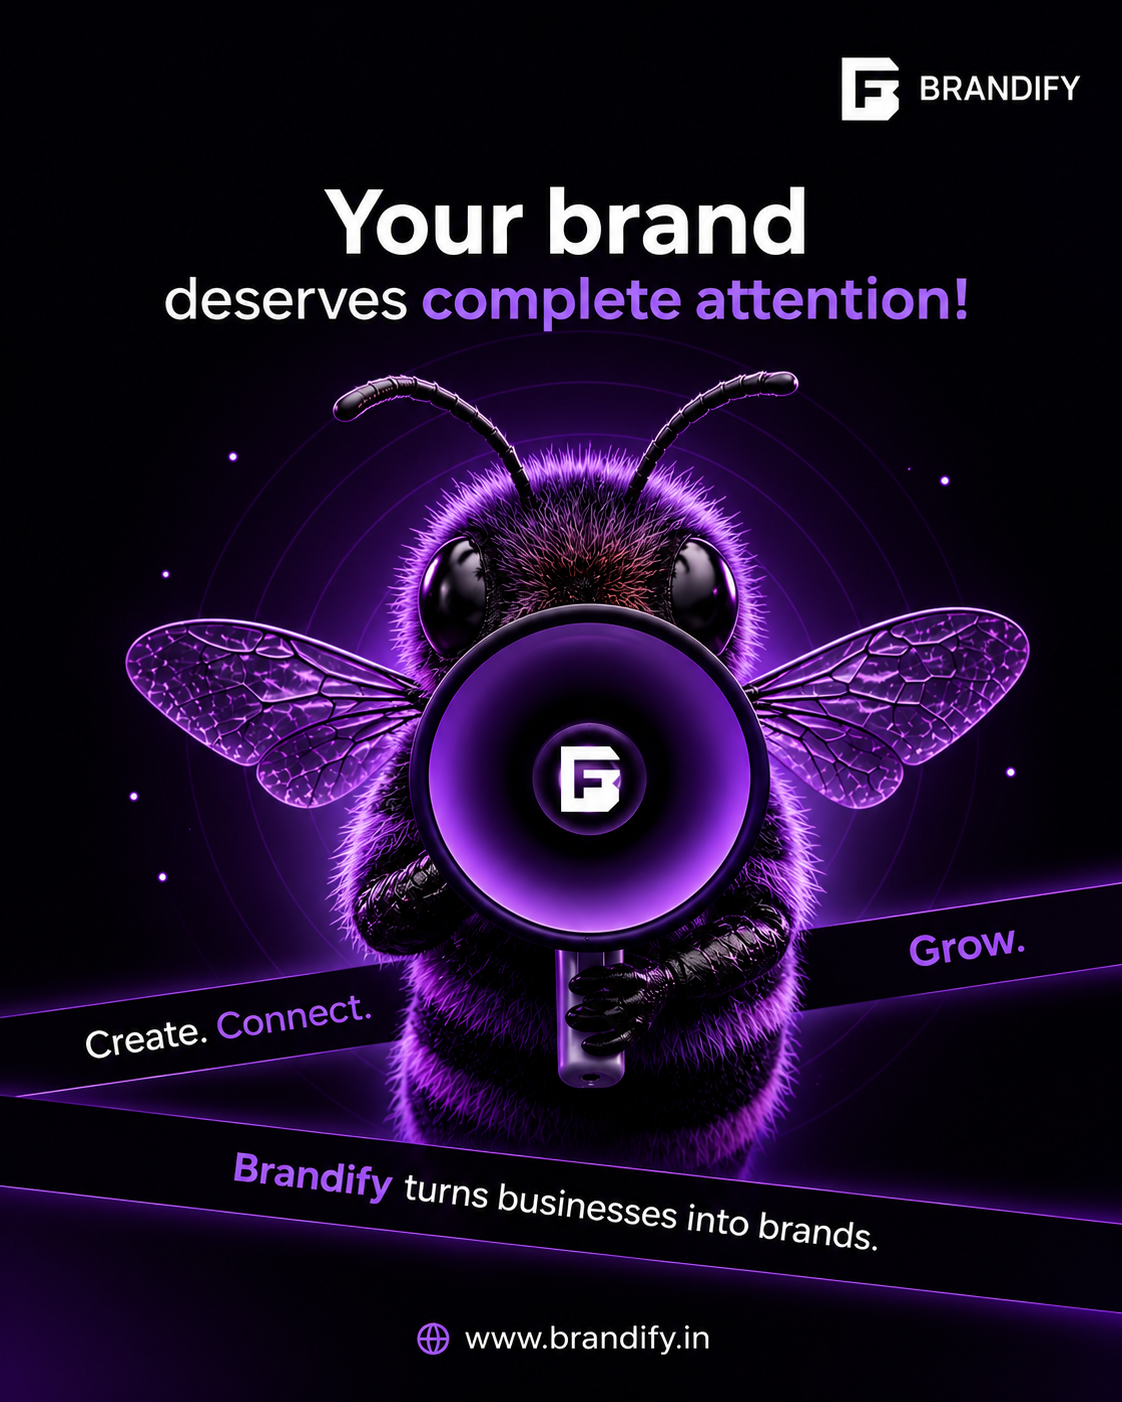 BRANDIFY
Your brand
deserves complete attention!
Create. Connect. Grow.
Brandify turns businesses into brands.
www.brandify.in